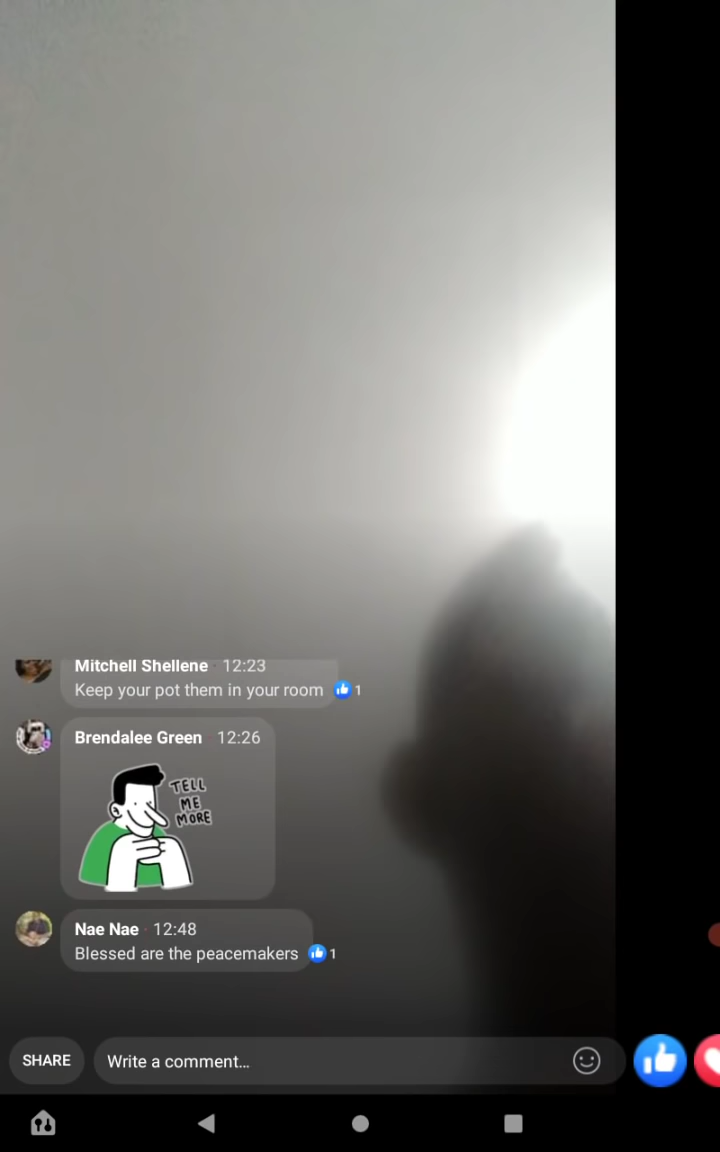 Mitchell Shellene · 12:23
Keep your pot them in your room 1
Brendalee Green · 12:26
TELL
ME
MORE
Nae Nae · 12:48
Blessed are the peacemakers 1
SHARE Write a comment...